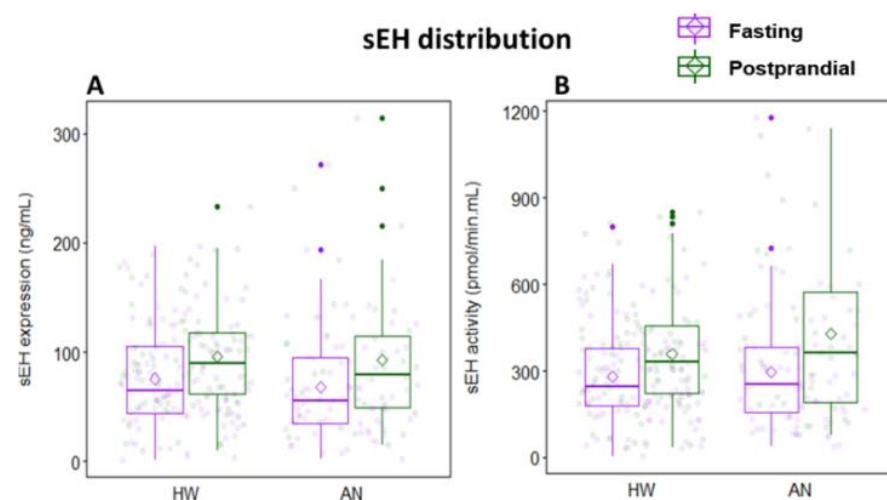 sEH distribution
Fasting
Postprandial
A
B
sEH expression (ng/mL)
300
200
100
0
HW
AN
sEH activity (pmol/min.mL)
1200
900
600
300
0
HW
AN